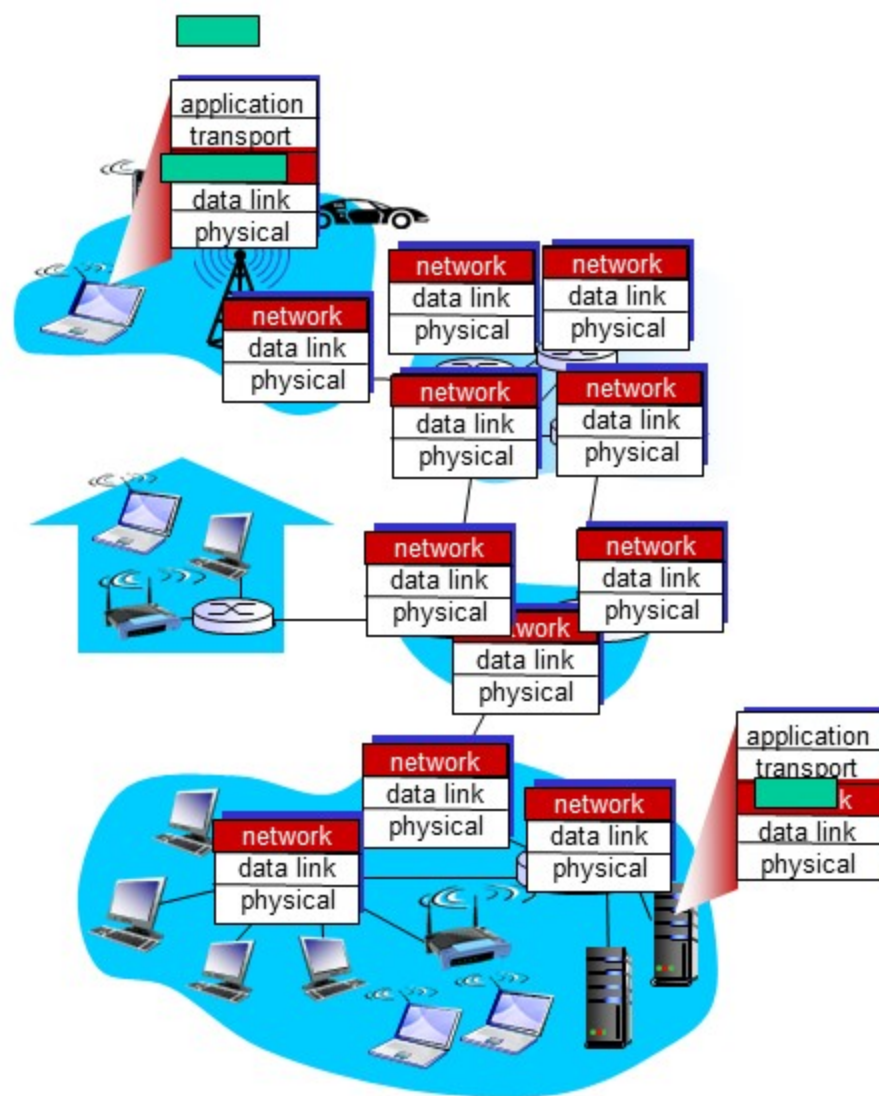 application
transport
data link
physical
network
data link
physical
network
data link
physical
network
data link
physical
network
data link
physical
network
data link
physical
network
data link
physical
network
data link
physical
data link
physical
application
transport
data link
physical
network
data link
physical
network
data link
physical
network
data link
physical